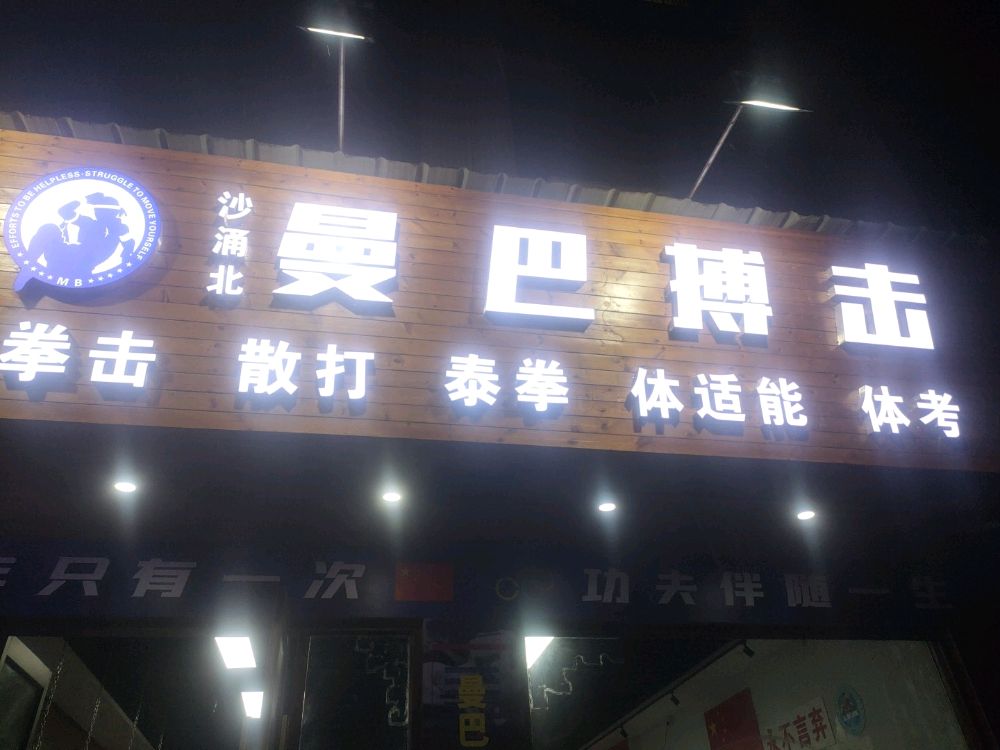 EFFORTS TO BE HELPLESS · STRUGGLE TO MOVE YOURSELF
MB
沙涌北
曼巴搏击
拳击 散打 泰拳 体适能 体考
只有一次 功夫伴随一生
曼巴
永不言弃